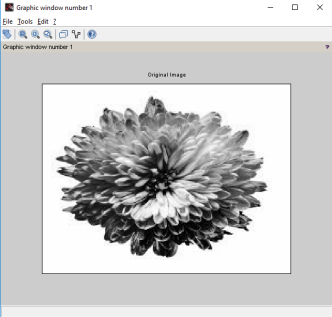 Graphic window number 1
File Tools Edit ?
Graphic window number 1 ?
Original Image